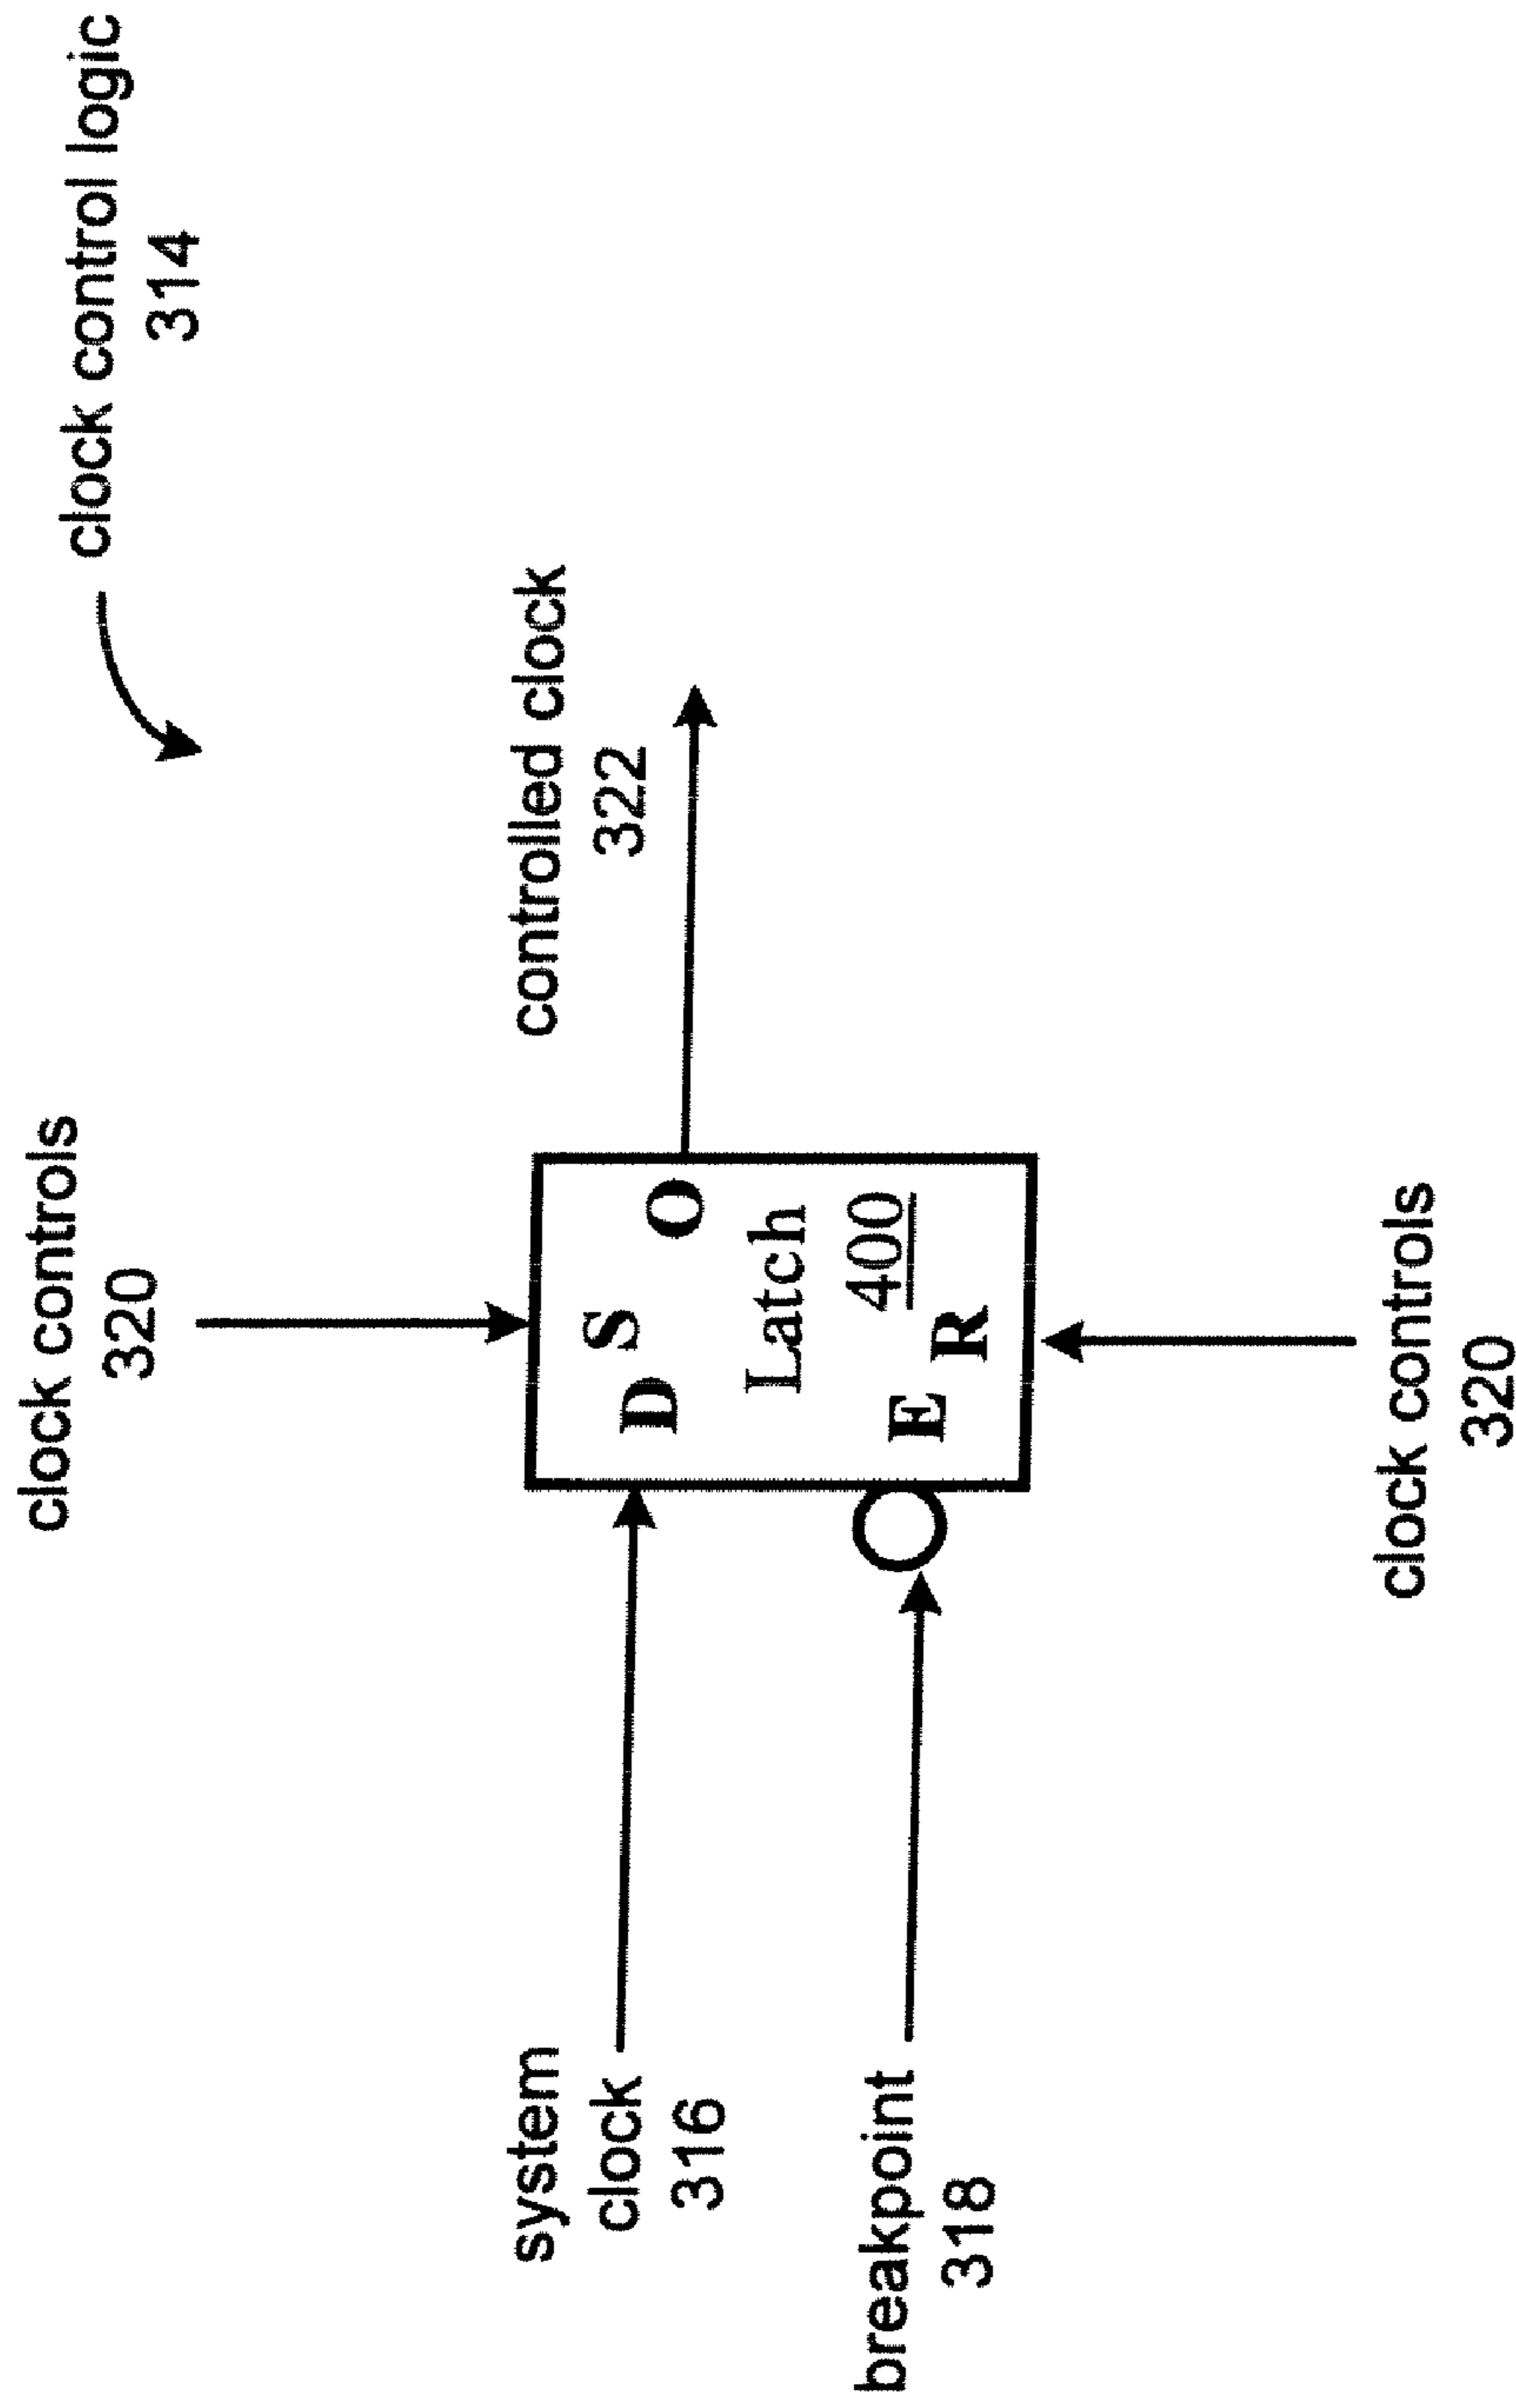 clock control logic
314
clock controls
320
controlled clock
322
system
clock
316
breakpoint
318
D
S
O
Latch
400
E
R
clock controls
320